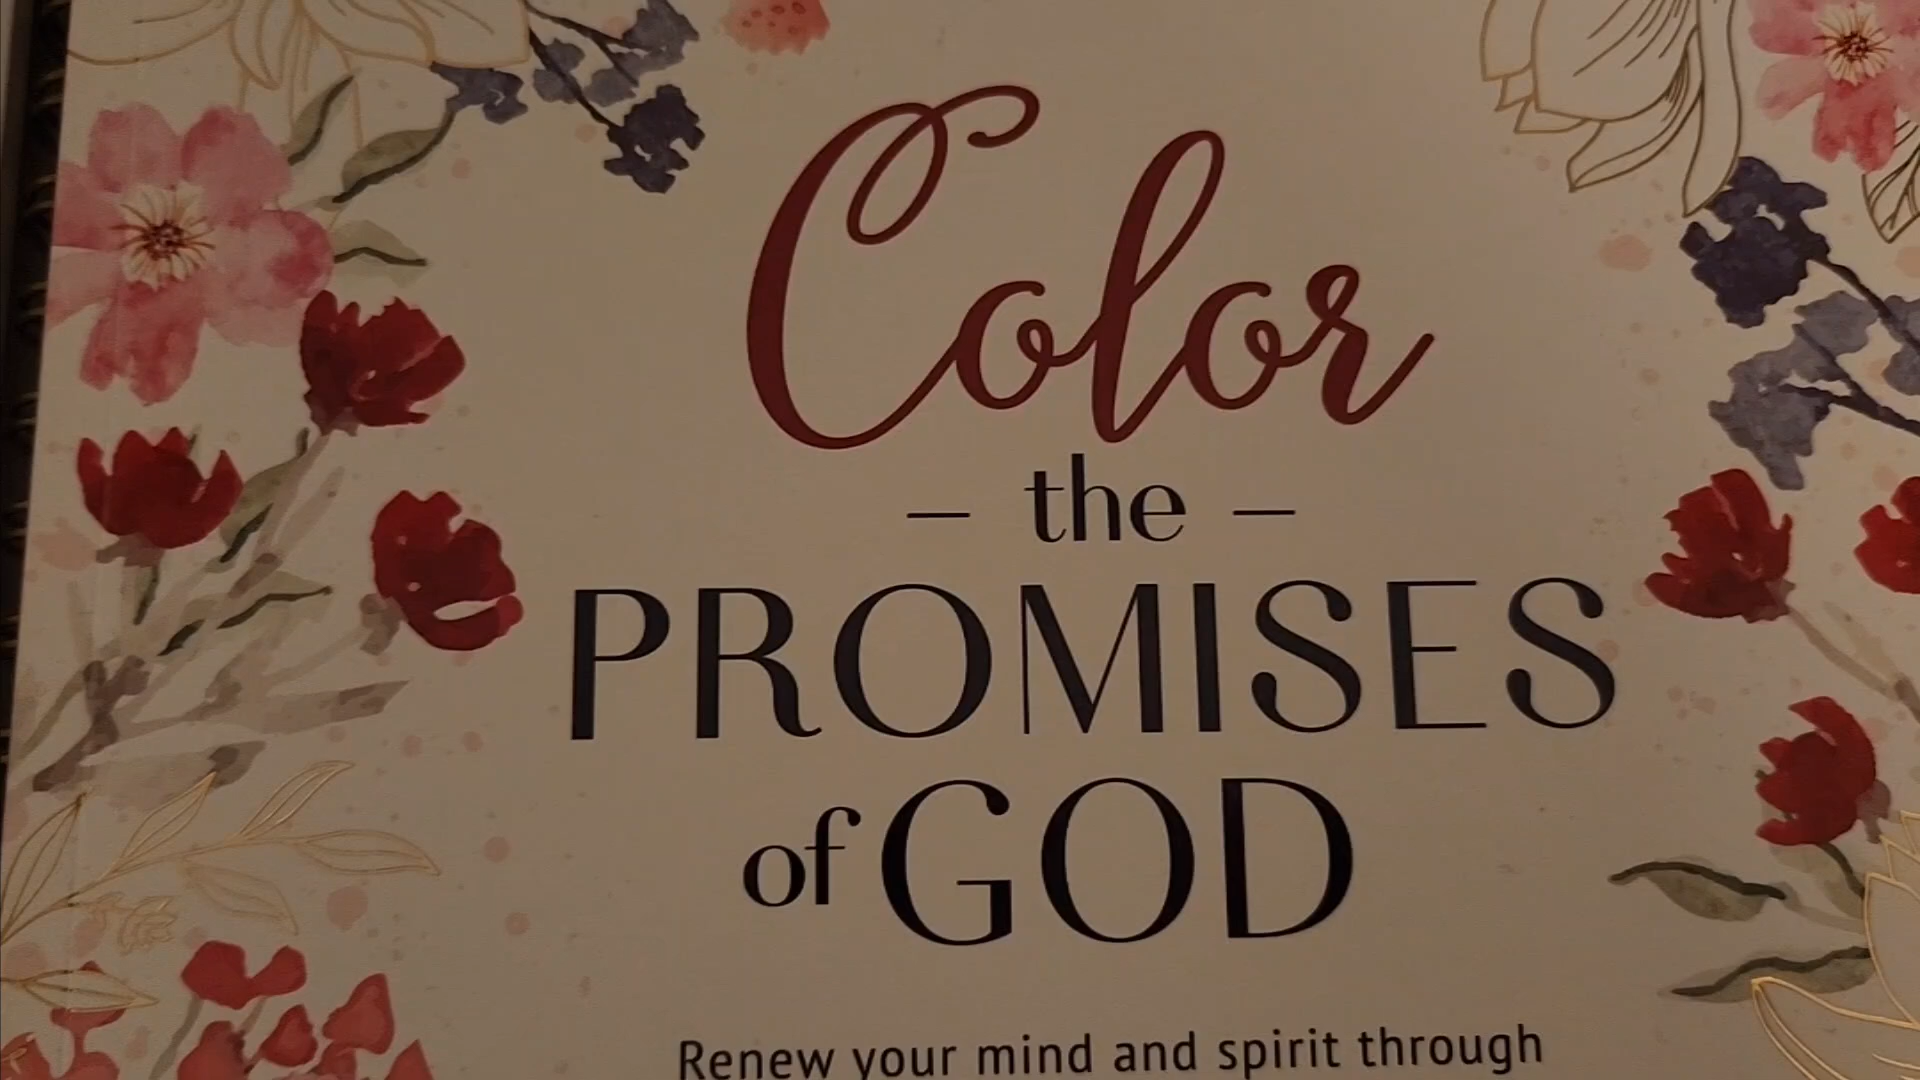 Color
– the –
PROMISES
of GOD
Renew your mind and spirit through